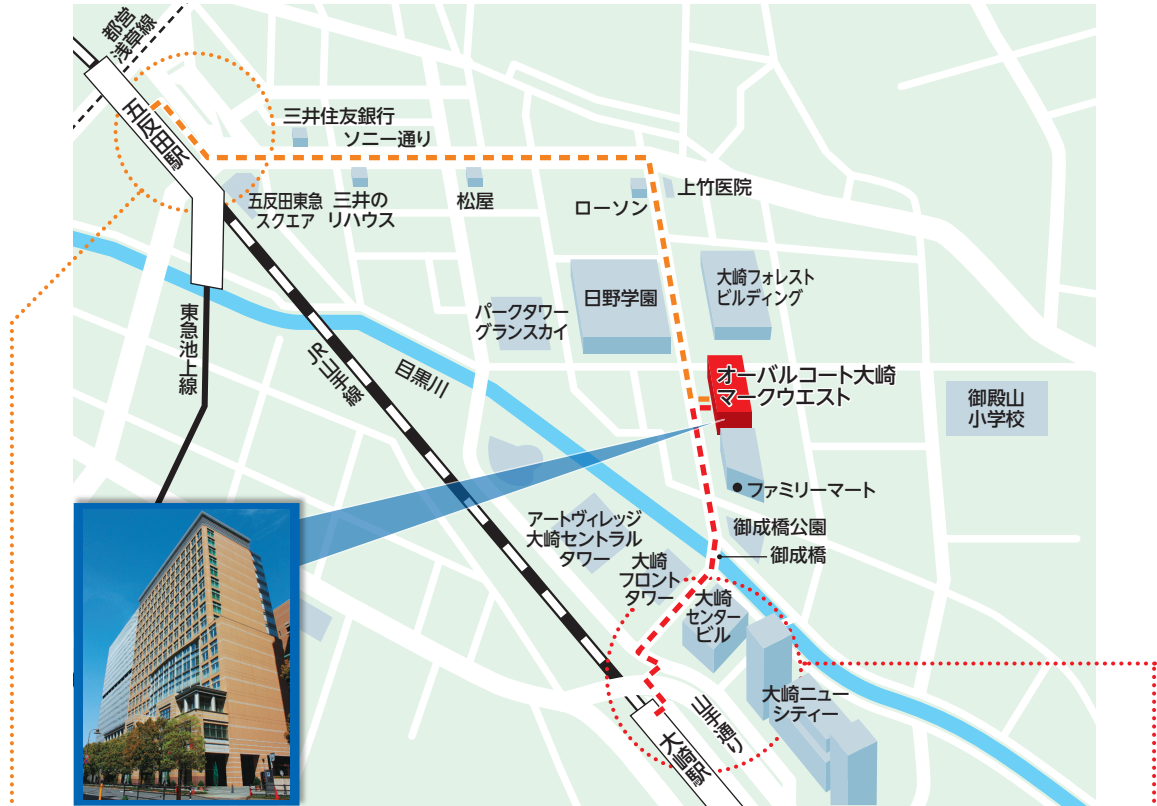 都営
浅草線
五反田駅
三井住友銀行
ソニー通り
五反田東急
スクエア
三井の
リハウス
松屋
ローソン
上竹医院
日野学園
大崎フォレスト
ビルディング
パークタワー
グランスカイ
東急池上線
JR山手線
目黒川
オーバルコート大崎
マークウエスト
御殿山
小学校
ファミリーマート
御成橋公園
御成橋
アートヴィレッジ
大崎セントラル
タワー
大崎
フロント
タワー
大崎
センター
ビル
大崎ニュー
シティー
山手通り
大崎駅